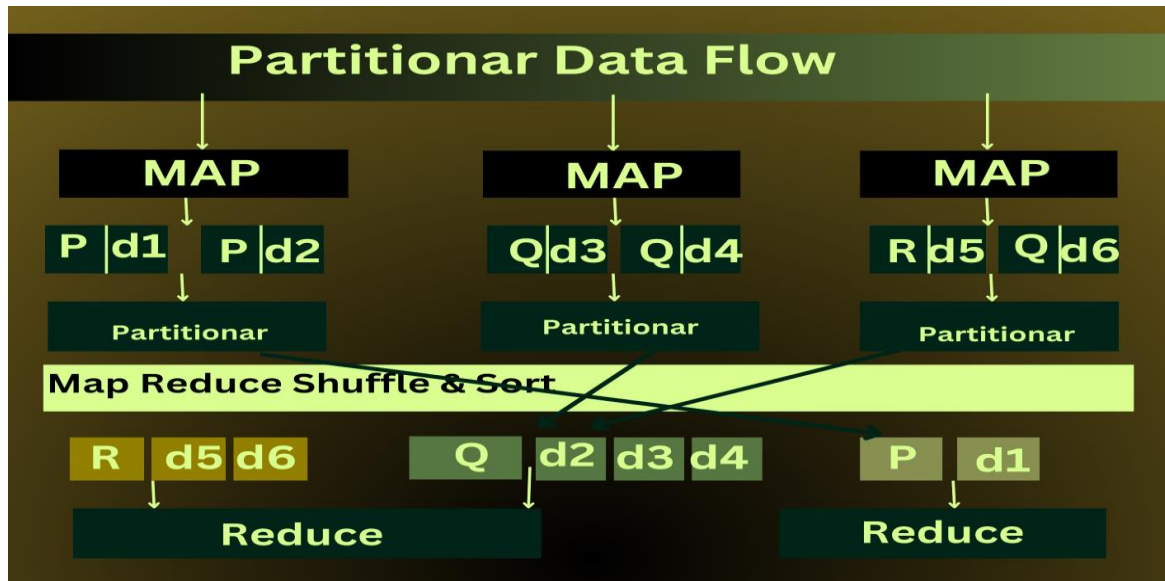 Partitionar Data Flow
MAP MAP MAP
P d1 P d2 Q d3 Q d4 R d5 Q d6
Partitionar Partitionar Partitionar
Map Reduce Shuffle & Sort
R d5 d6 Q d2 d3 d4 P d1
Reduce Reduce